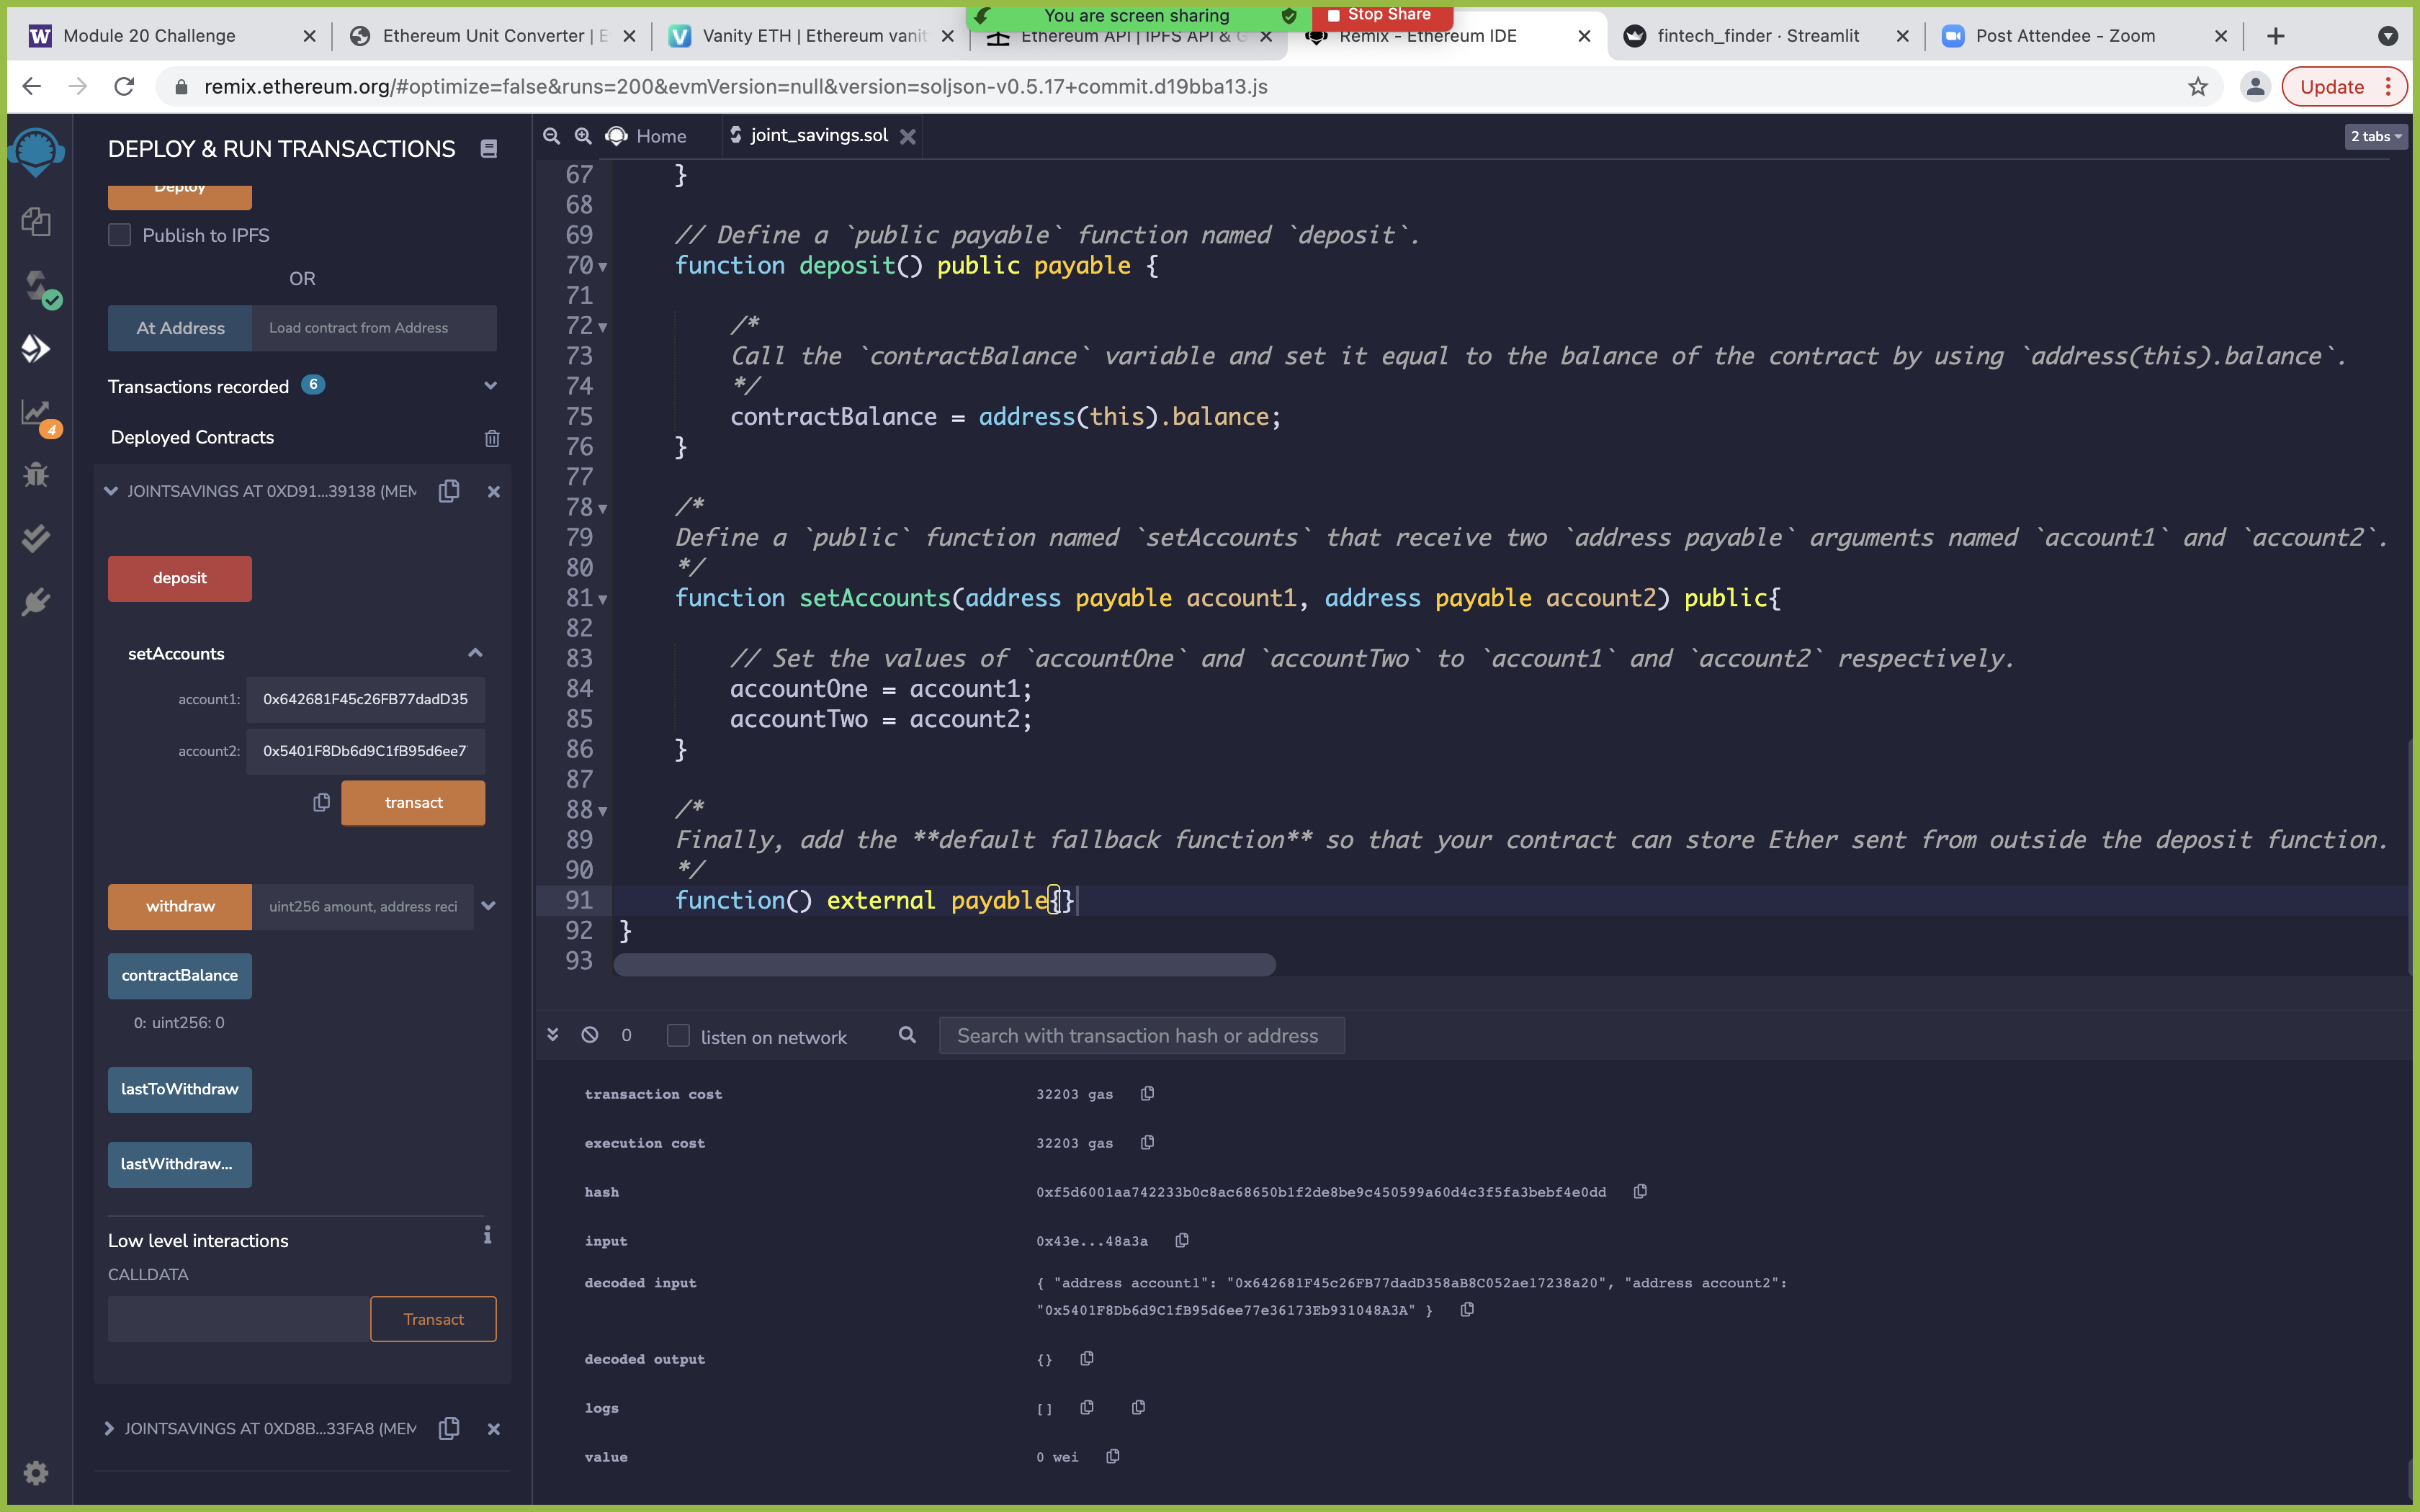 You are screen sharing
Stop Share
Module 20 Challenge
Ethereum Unit Converter | E
Vanity ETH | Ethereum vanit
Ethereum API | IPFS API & G
Remix - Ethereum IDE
fintech_finder · Streamlit
Post Attendee - Zoom
remix.ethereum.org/#optimize=false&runs=200&evmVersion=null&version=soljson-v0.5.17+commit.d19bba13.js
Update
DEPLOY & RUN TRANSACTIONS
Deploy
Publish to IPFS
OR
At Address
Load contract from Address
Transactions recorded 6
4
Deployed Contracts
JOINTSAVINGS AT 0XD91...39138 (MEM
deposit
setAccounts
account1: 0x642681F45c26FB77dadD35
account2: 0x5401F8Db6d9C1fB95d6ee7
transact
withdraw
uint256 amount, address reci
contractBalance
0: uint256: 0
lastToWithdraw
lastWithdraw...
Low level interactions
CALLDATA
Transact
JOINTSAVINGS AT 0XD8B...33FA8 (MEM
Home
joint_savings.sol
2 tabs
67 }
68
69 // Define a `public payable` function named `deposit`.
70 function deposit() public payable {
71
72 /*
73 Call the `contractBalance` variable and set it equal to the balance of the contract by using `address(this).balance`.
74 */
75 contractBalance = address(this).balance;
76 }
77
78 /*
79 Define a `public` function named `setAccounts` that receive two `address payable` arguments named `account1` and `account2`.
80 */
81 function setAccounts(address payable account1, address payable account2) public{
82
83 // Set the values of `accountOne` and `accountTwo` to `account1` and `account2` respectively.
84 accountOne = account1;
85 accountTwo = account2;
86 }
87
88 /*
89 Finally, add the **default fallback function** so that your contract can store Ether sent from outside the deposit function.
90 */
91 function() external payable{}
92 }
93
0
listen on network
Search with transaction hash or address
transaction cost 32203 gas
execution cost 32203 gas
hash 0xf5d6001aa742233b0c8ac68650b1f2de8be9c450599a60d4c3f5fa3bebf4e0dd
input 0x43e...48a3a
decoded input { "address account1": "0x642681F45c26FB77dadD358aB8C052ae17238a20", "address account2":
"0x5401F8Db6d9C1fB95d6ee77e36173Eb931048A3A" }
decoded output {}
logs []
value 0 wei